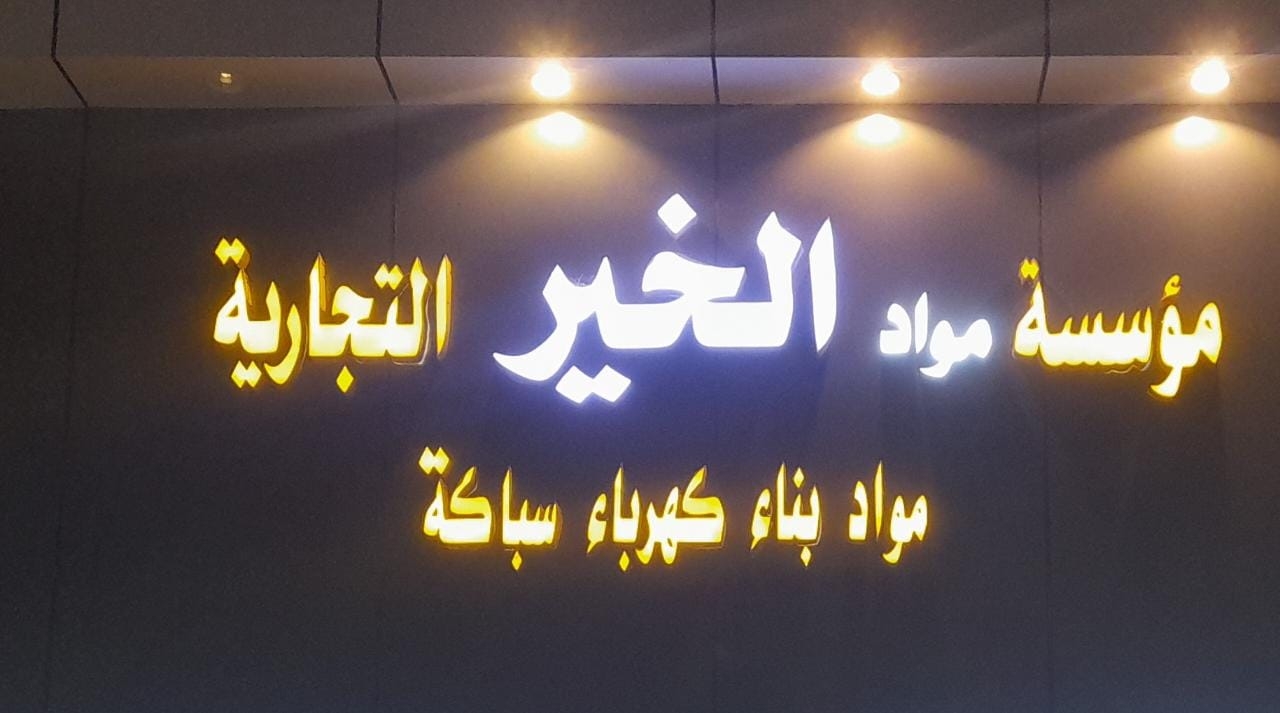 مؤسسة مواد الخير التجارية
مواد بناء كهرباء سباكة